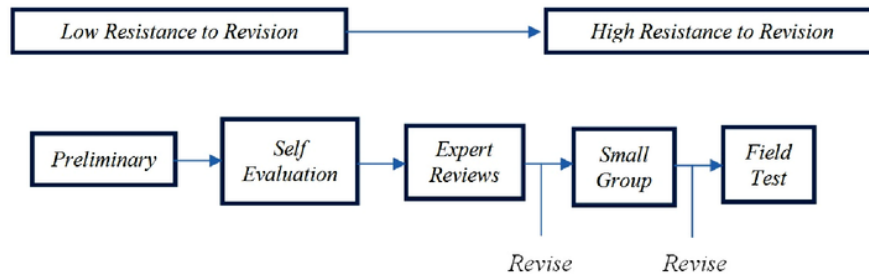 Low Resistance to Revision
High Resistance to Revision
Preliminary
Self
Evaluation
Expert
Reviews
Small
Group
Field
Test
Revise
Revise